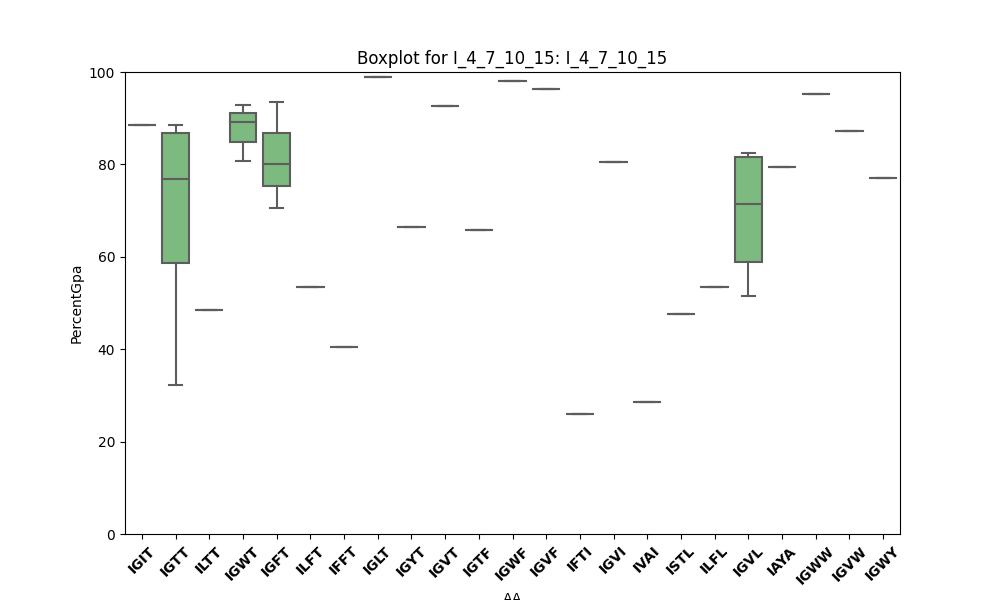 Boxplot for I_4_7_10_15: I_4_7_10_15
100
80
60
40
20
0
PercentGpa
IGIT IGTT ILTT IGWT IGFT ILFT IFFT IGLT IGYT IGVT IGTF IGWF IGVF IFTI IGVI IVAI ISTL ILFL IGVL IAYA IGWW IGVW IGWY
AA